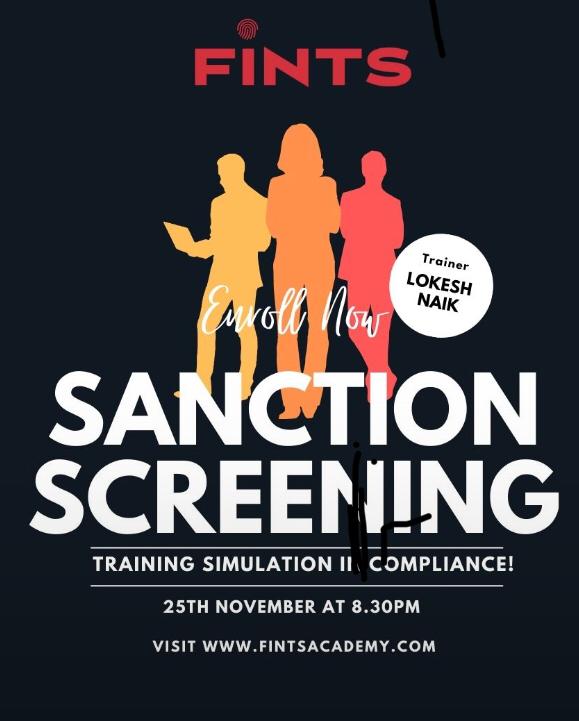 FINTS
Trainer
LOKESH
NAIK
Enroll Now
SANCTION
SCREENING
TRAINING SIMULATION IN COMPLIANCE!
25TH NOVEMBER AT 8.30PM
VISIT WWW.FINTSACADEMY.COM